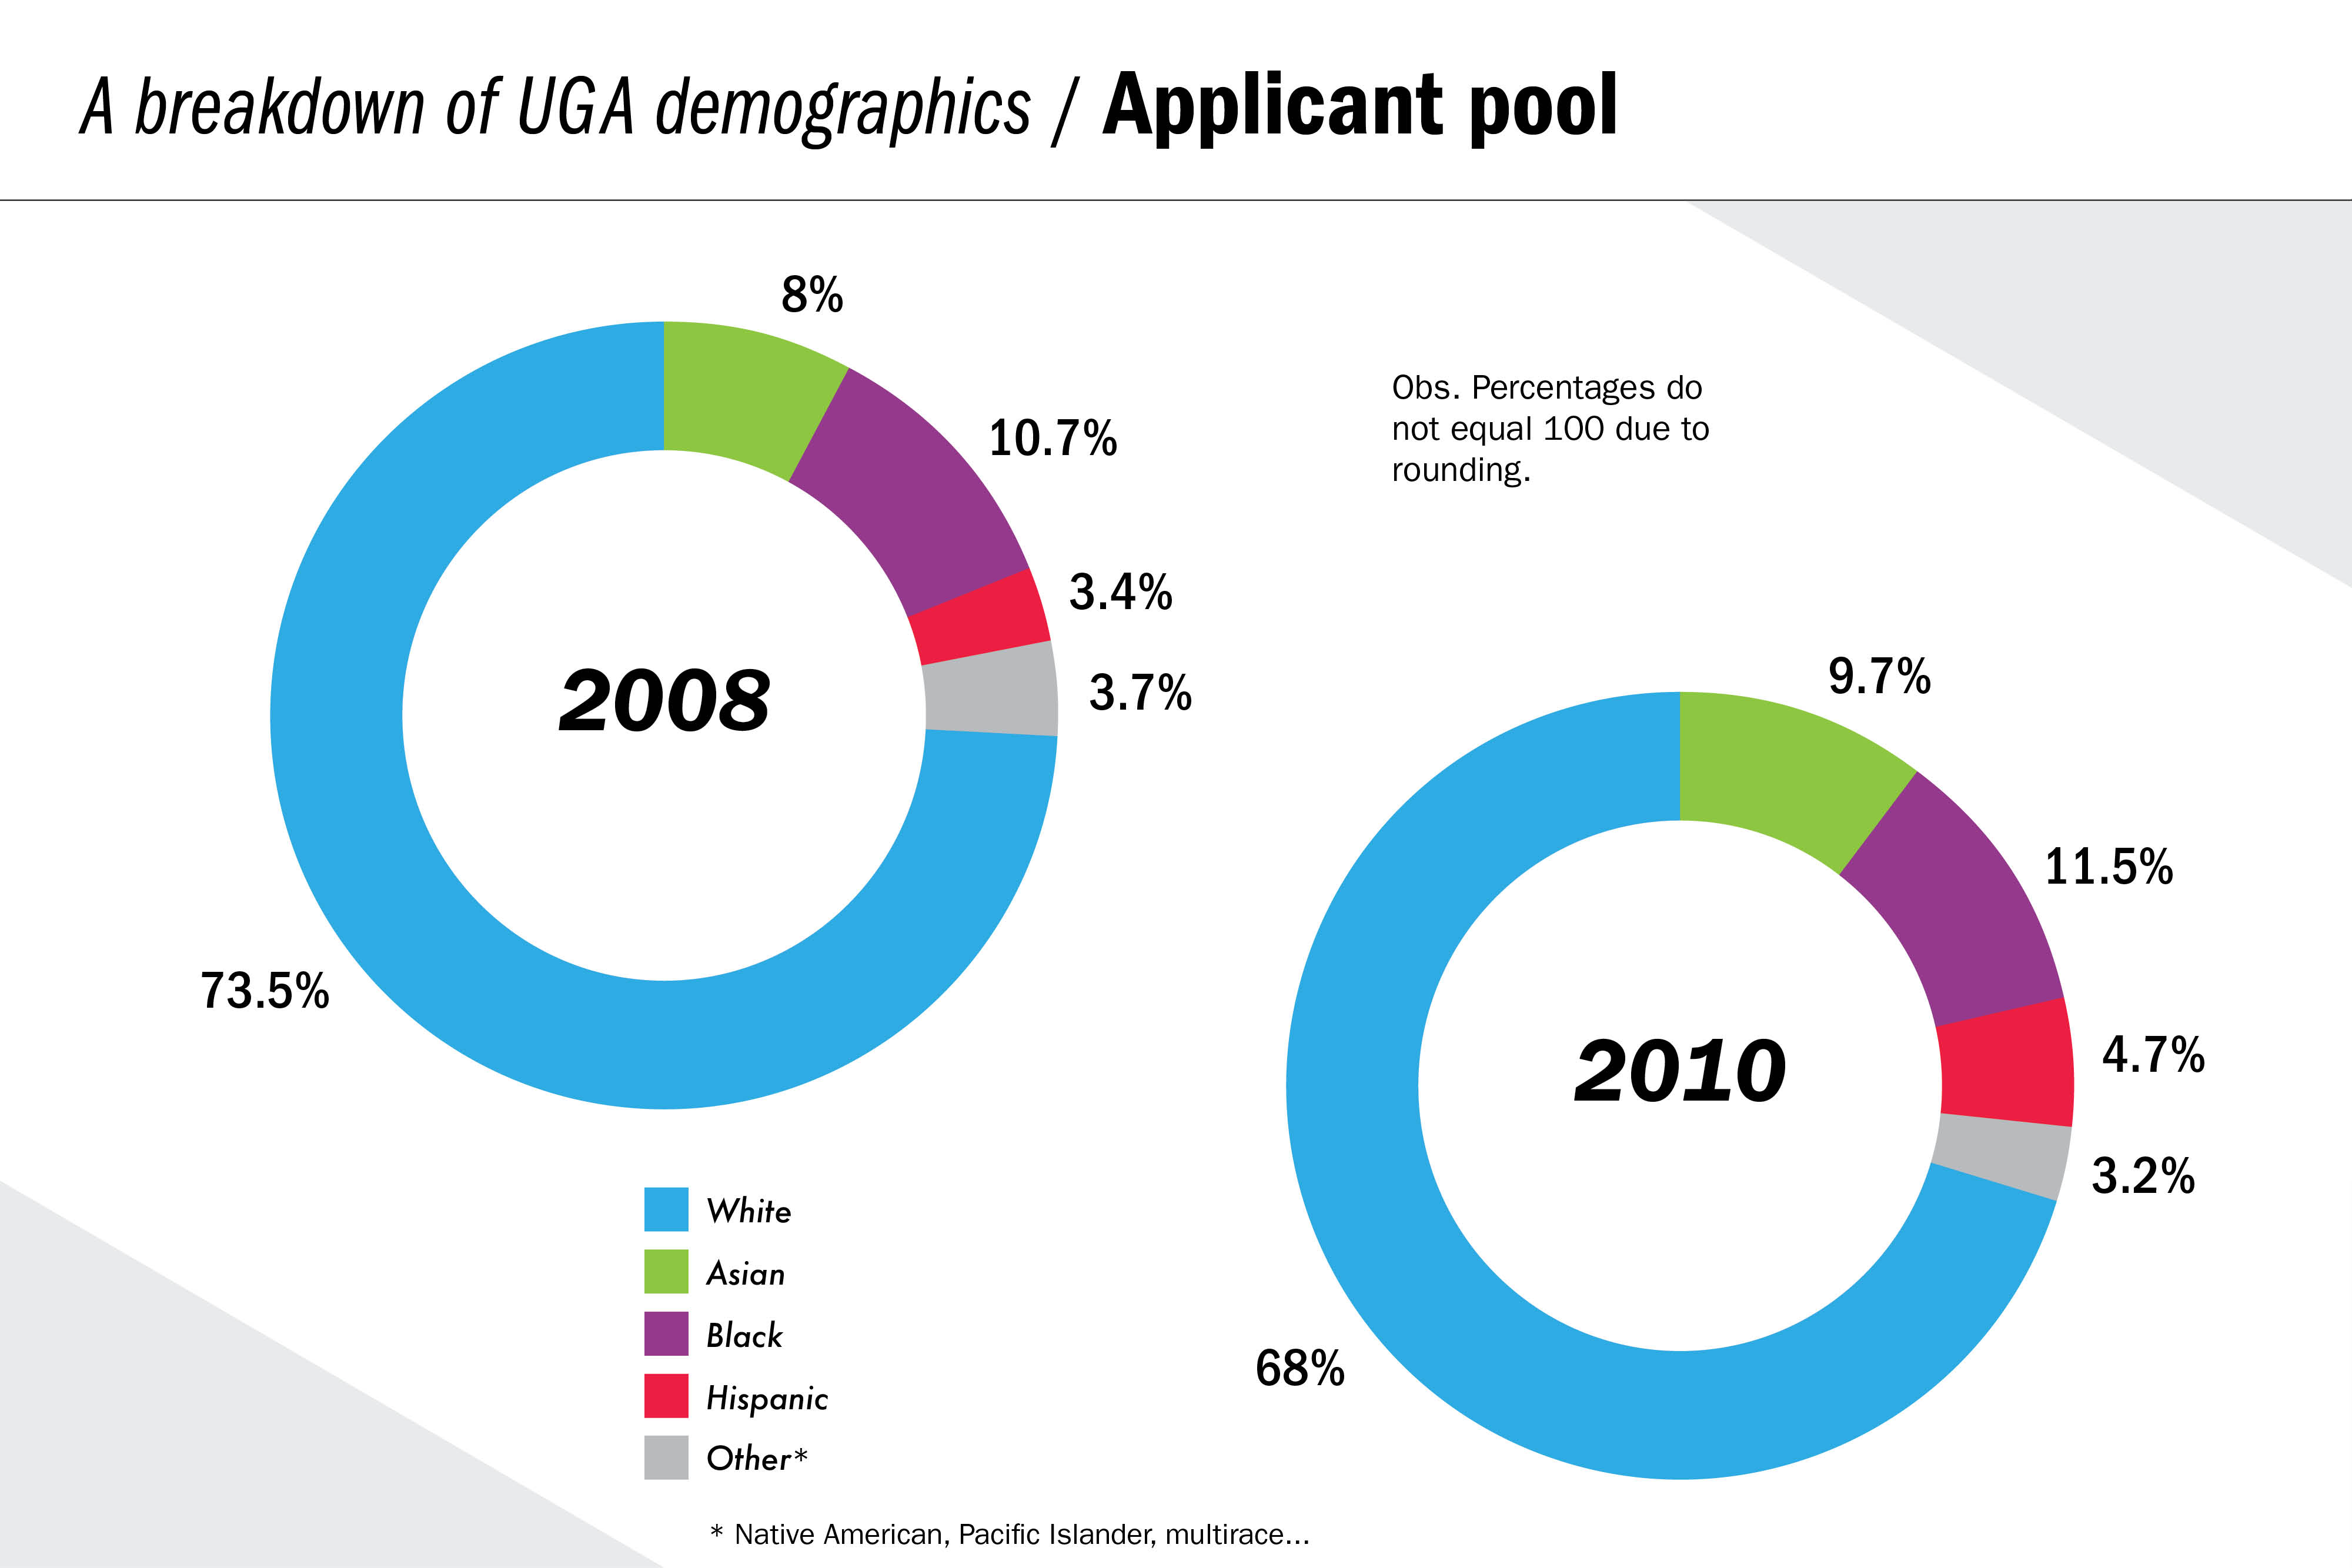 A breakdown of UGA demographics / Applicant pool
8%
10.7%
3.4%
3.7%
73.5%
2008
Obs. Percentages do
not equal 100 due to
rounding.
9.7%
11.5%
4.7%
3.2%
68%
2010
White
Asian
Black
Hispanic
Other*
* Native American, Pacific Islander, multirace...